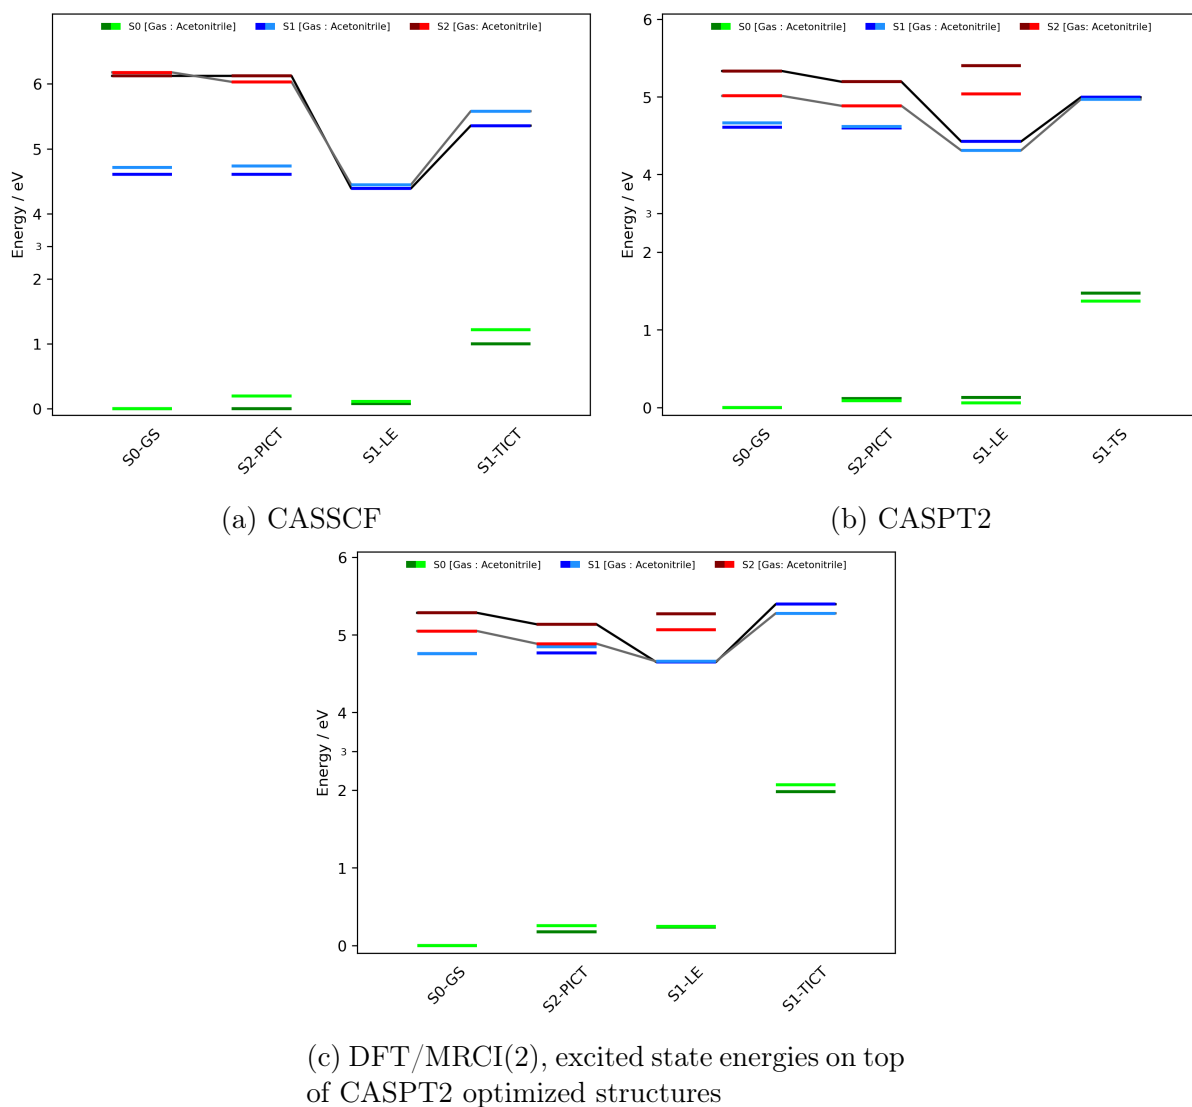 S0 [Gas : Acetonitrile] S1 [Gas : Acetonitrile] S2 [Gas: Acetonitrile]
6
5
4
3
2
1
0
Energy / eV
S0-GS S2-PICT S1-LE S1-TICT
(a) CASSCF
S0 [Gas : Acetonitrile] S1 [Gas : Acetonitrile] S2 [Gas: Acetonitrile]
6
5
4
3
2
1
0
Energy / eV
S0-GS S2-PICT S1-LE S1-TS
(b) CASPT2
S0 [Gas : Acetonitrile] S1 [Gas : Acetonitrile] S2 [Gas: Acetonitrile]
6
5
4
3
2
1
0
Energy / eV
S0-GS S2-PICT S1-LE S1-TICT
(c) DFT/MRCI(2), excited state energies on top
of CASPT2 optimized structures